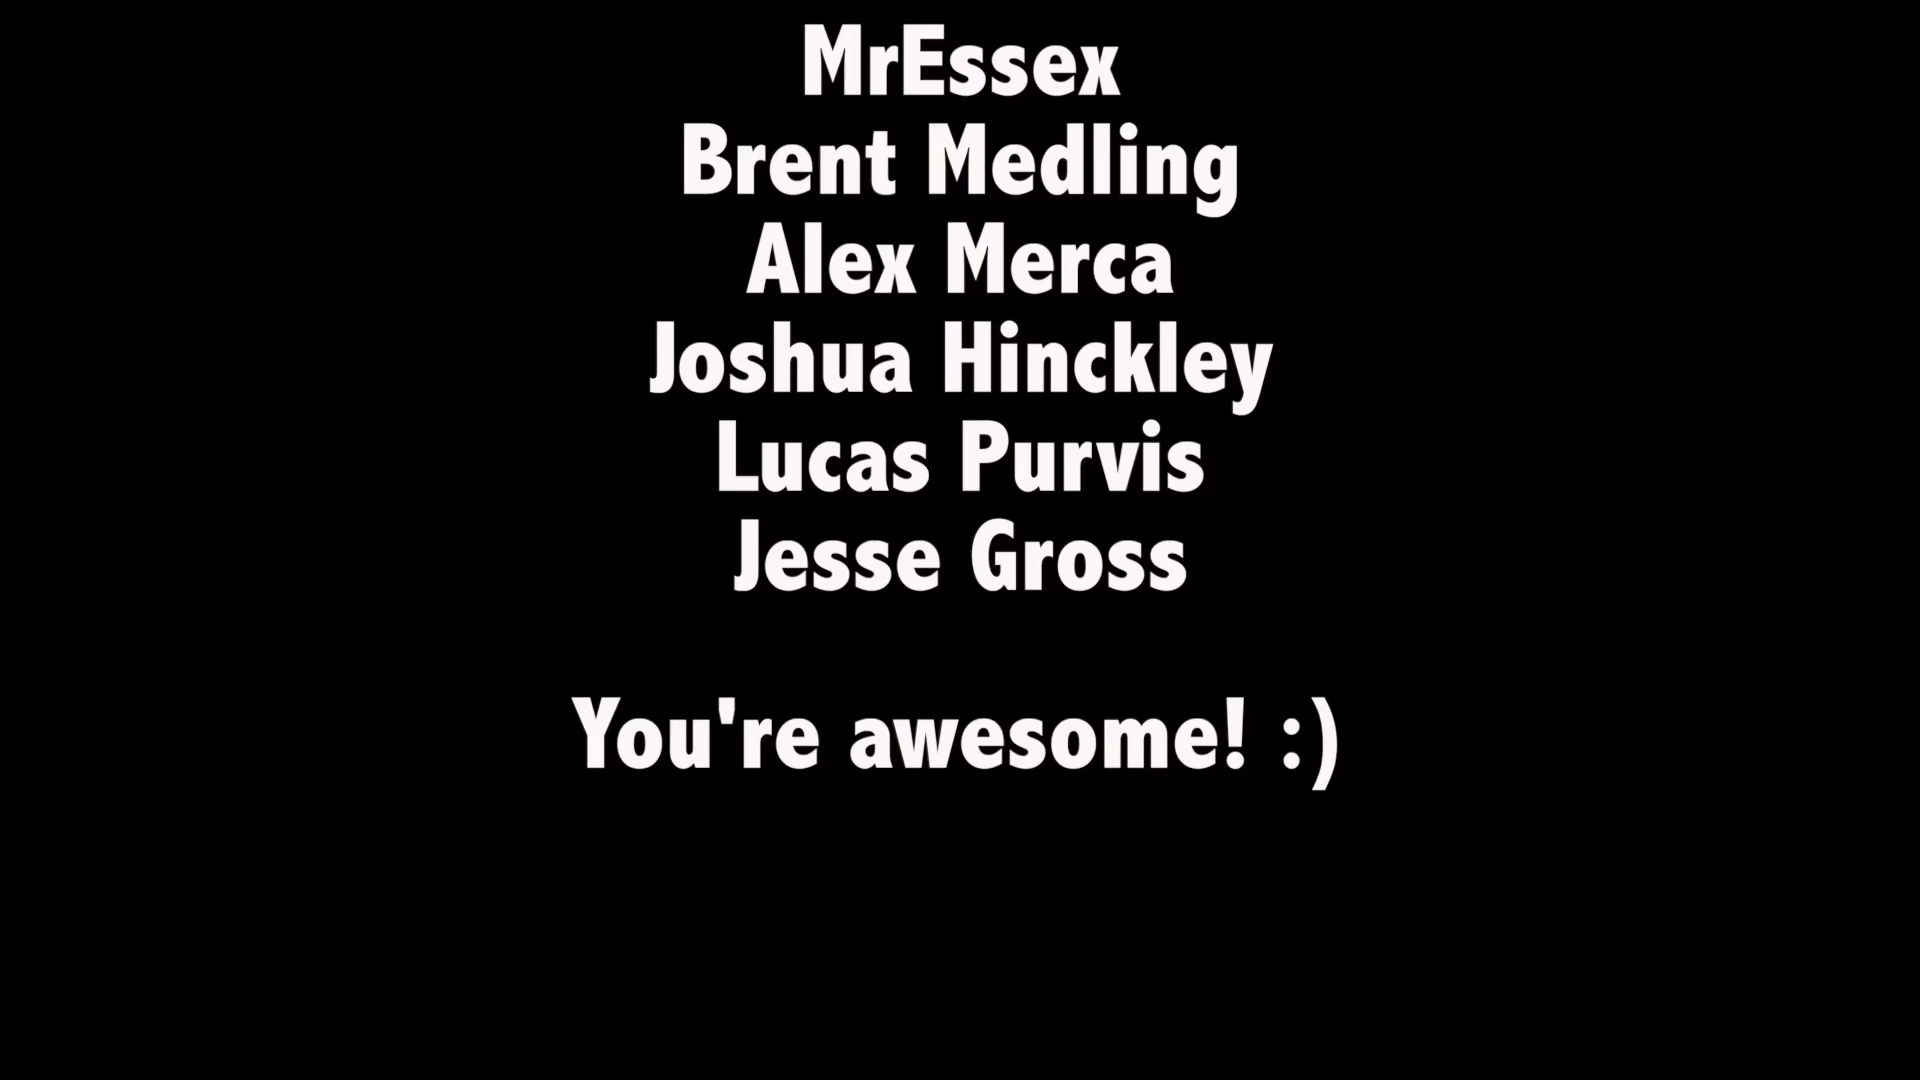 MrEssex
Brent Medling
Alex Merca
Joshua Hinckley
Lucas Purvis
Jesse Gross
You're awesome! :)